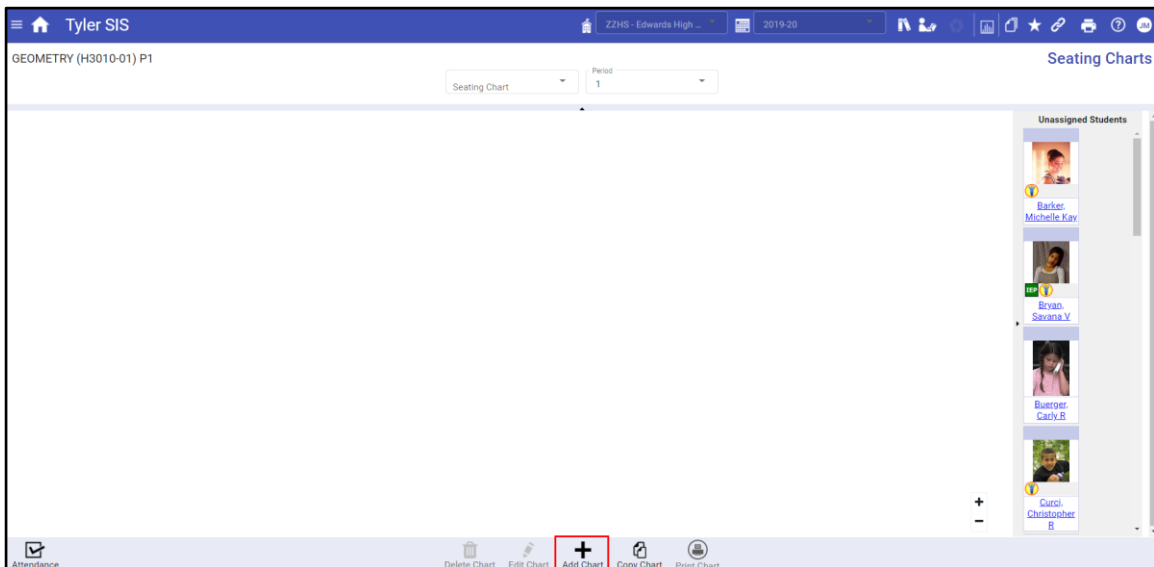 Tyler SIS
ZZHS - Edwards High ...
2019-20
JM
GEOMETRY (H3010-01) P1
Seating Charts
Seating Chart
Period
1
Unassigned Students
Barker,
Michelle Kay
IEP
Bryan,
Savana V
Buerger,
Carly R
Curci,
Christopher
R
Attendance
Delete Chart
Edit Chart
Add Chart
Copy Chart
Print Chart